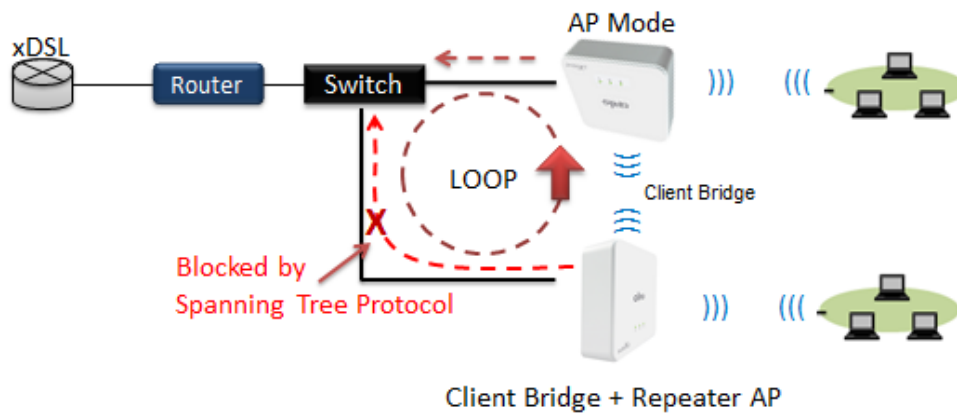 AP Mode
xDSL
Router
Switch
LOOP
Client Bridge
Blocked by
Spanning Tree Protocol
X
Client Bridge + Repeater AP